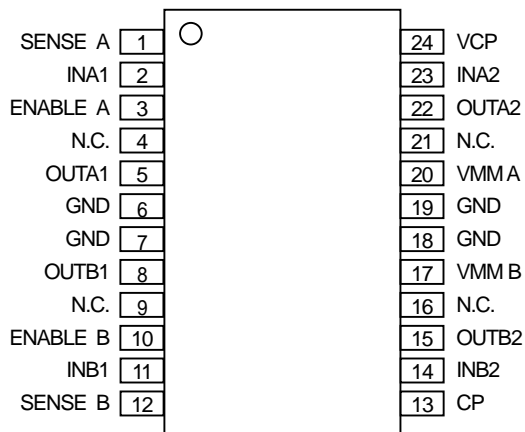 SENSE A 1 24 VCP
INA1 2 23 INA2
ENABLE A 3 22 OUTA2
N.C. 4 21 N.C.
OUTA1 5 20 VMM A
GND 6 19 GND
GND 7 18 GND
OUTB1 8 17 VMM B
N.C. 9 16 N.C.
ENABLE B 10 15 OUTB2
INB1 11 14 INB2
SENSE B 12 13 CP